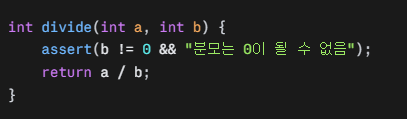 int divide(int a, int b) {
    assert(b != 0 && "분모는 0이 될 수 없음");
    return a / b;
}